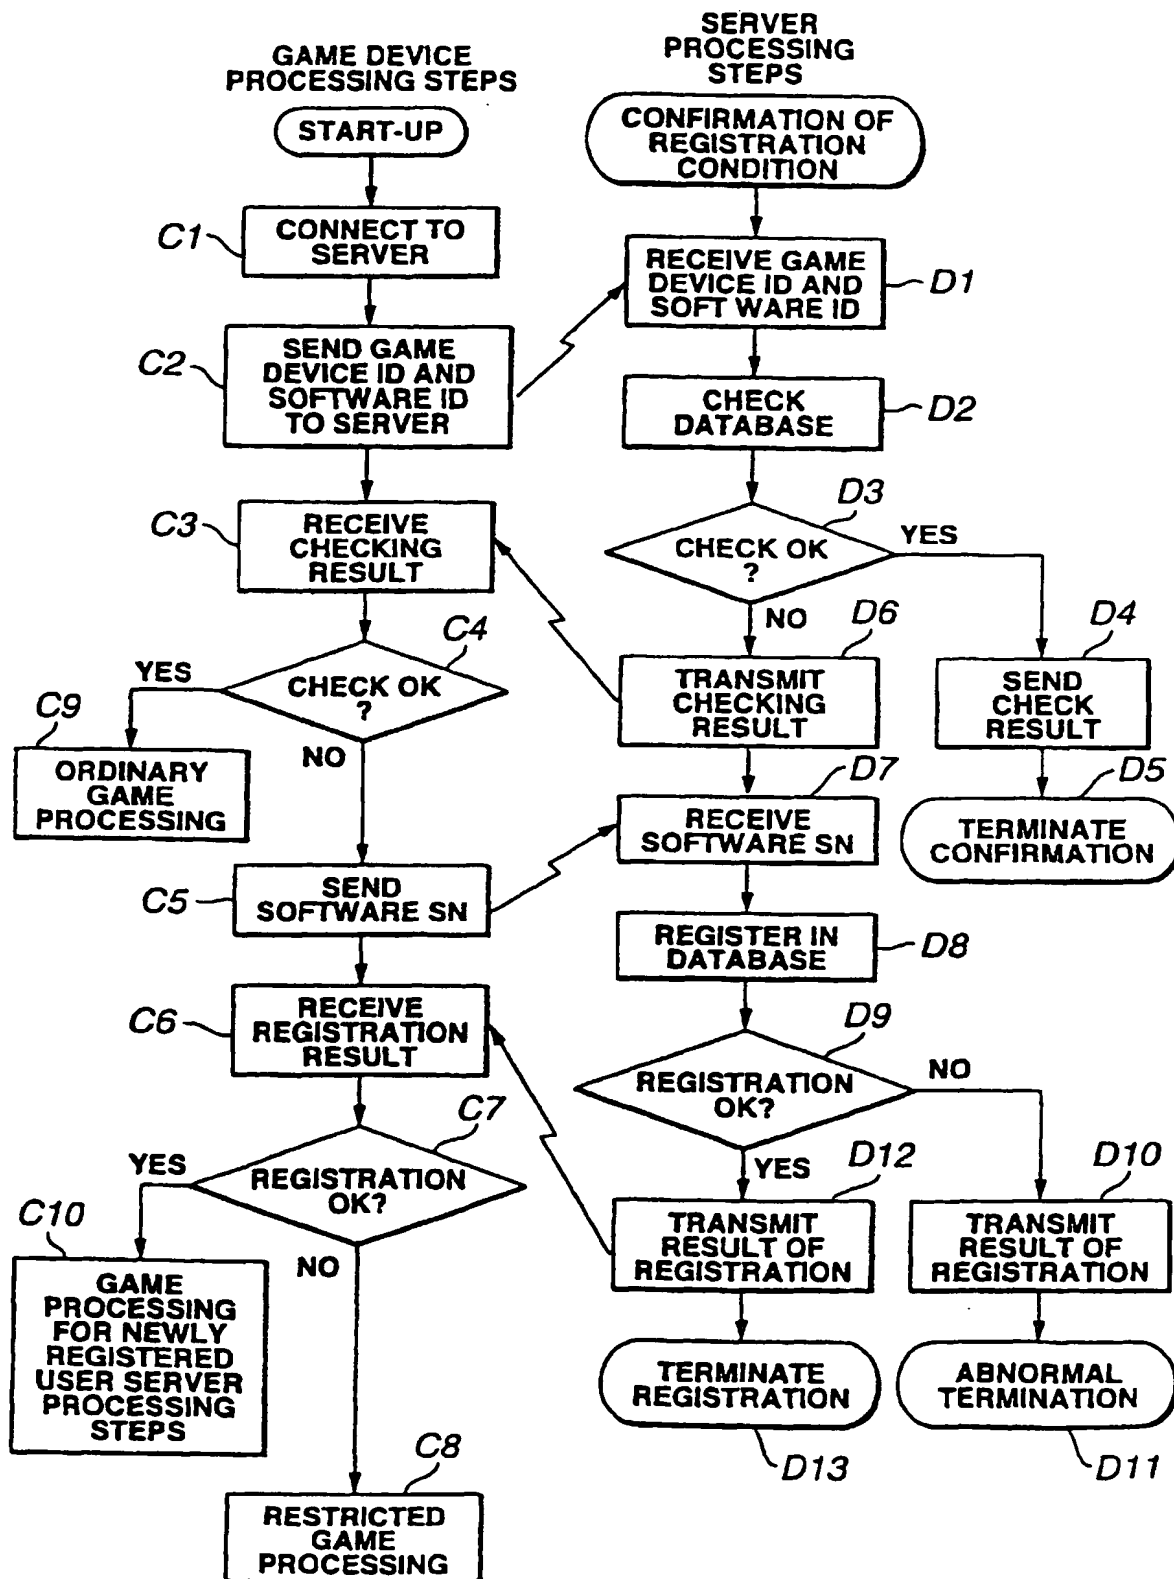 GAME DEVICE
PROCESSING STEPS
START-UP
C1
CONNECT TO
SERVER
C2
SEND GAME
DEVICE ID AND
SOFTWARE ID
TO SERVER
C3
RECEIVE
CHECKING
RESULT
C4
CHECK OK
?
YES
NO
C9
ORDINARY
GAME
PROCESSING
C5
SEND
SOFTWARE SN
C6
RECEIVE
REGISTRATION
RESULT
C7
REGISTRATION
OK?
YES
NO
C10
GAME
PROCESSING
FOR NEWLY
REGISTERED
USER SERVER
PROCESSING
STEPS
C8
RESTRICTED
GAME
PROCESSING
SERVER
PROCESSING
STEPS
CONFIRMATION OF
REGISTRATION
CONDITION
RECEIVE GAME
DEVICE ID AND
SOFT WARE ID
D1
CHECK
DATABASE
D2
D3
CHECK OK
?
YES
NO
D6
TRANSMIT
CHECKING
RESULT
D4
SEND
CHECK
RESULT
D7
RECEIVE
SOFTWARE SN
D5
TERMINATE
CONFIRMATION
REGISTER IN
DATABASE
D8
D9
REGISTRATION
OK?
NO
YES
D12
TRANSMIT
RESULT OF
REGISTRATION
D10
TRANSMIT
RESULT OF
REGISTRATION
TERMINATE
REGISTRATION
D13
ABNORMAL
TERMINATION
D11